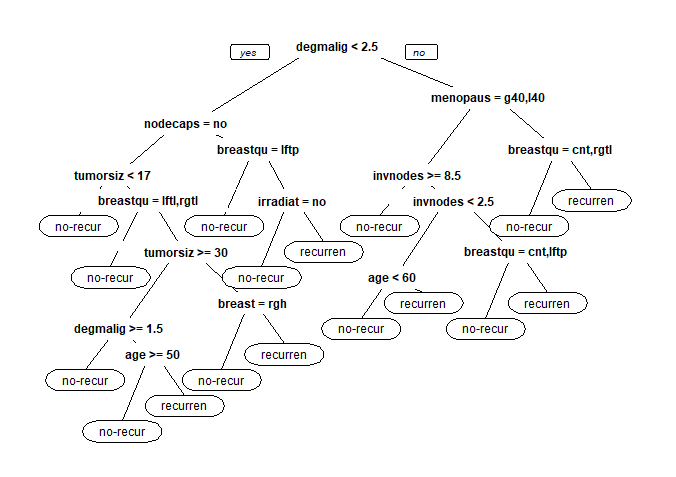 degmalig < 2.5
yes
no
menopaus = g40,l40
nodecaps = no
breastqu = lftp
breastqu = cnt,rgtl
tumorsiz < 17
invnodes >= 8.5
breastqu = lftl,rgtl
irradiat = no
invnodes < 2.5
recurren
no-recur
no-recur
no-recur
no-recur
tumorsiz >= 30
recurren
breastqu = cnt,lftp
no-recur
no-recur
age < 60
breast = rgh
recurren
recurren
degmalig >= 1.5
no-recur
no-recur
age >= 50
recurren
no-recur
no-recur
recurren
no-recur